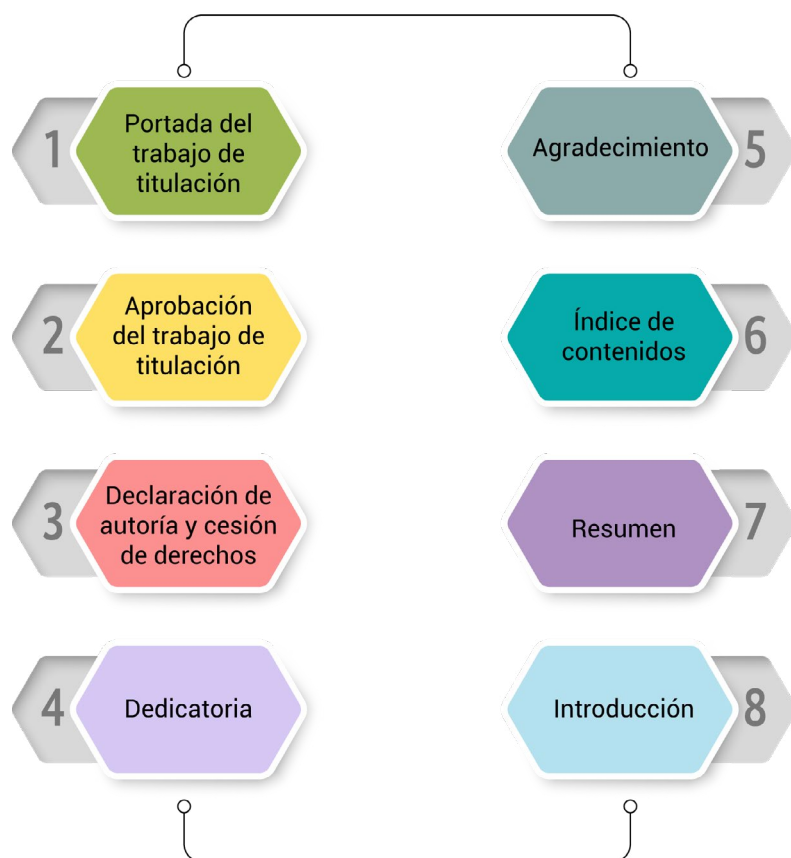 1
Portada del
trabajo de
titulación
2
Aprobación
del trabajo de
titulación
3
Declaración de
autoría y cesión
de derechos
4
Dedicatoria
Agradecimiento
5
Índice de
contenidos
6
Resumen
7
Introducción
8